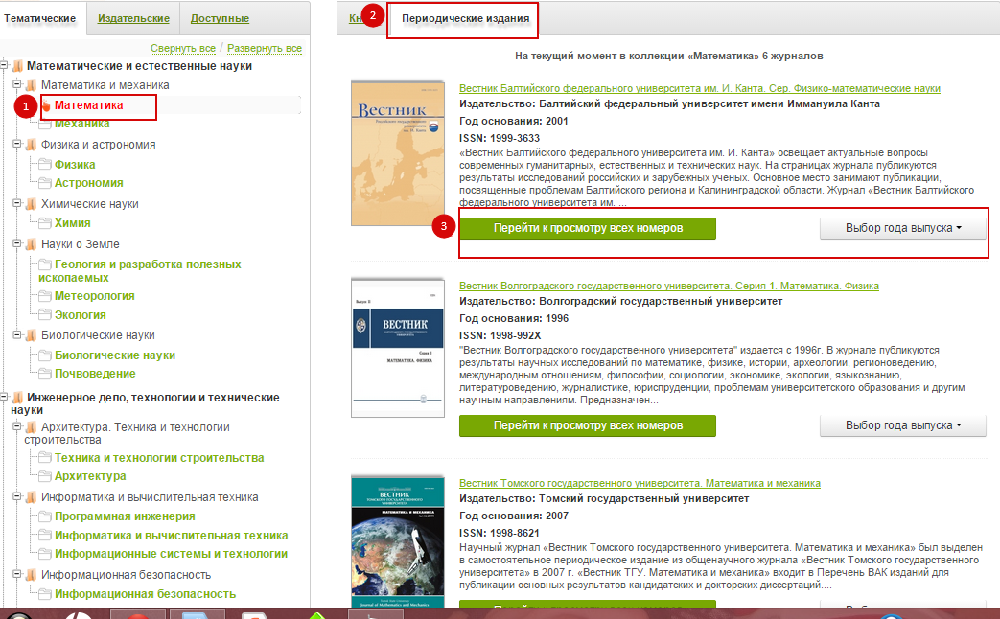 Тематические
Издательские
Доступные
Свернуть все / Развернуть все
Математические и естественные науки
Математика и механика
1
Математика
Механика
Физика и астрономия
Физика
Астрономия
Химические науки
Химия
Науки о Земле
Геология и разработка полезных
ископаемых
Метеорология
Экология
Биологические науки
Биологические науки
Почвоведение
Инженерное дело, технологии и технические
науки
Архитектура. Техника и технологии
строительства
Техника и технологии строительства
Архитектура
Информатика и вычислительная техника
Программная инженерия
Информатика и вычислительная техника
Информационные системы и технологии
Информационная безопасность
Информационная безопасность
2
Периодические издания
На текущий момент в коллекции «Математика» 6 журналов
Вестник
Вестник Балтийского федерального университета им. И. Канта. Сер. Физико-математические науки
Издательство: Балтийский федеральный университет имени Иммануила Канта
Год основания: 2001
ISSN: 1999-3633
«Вестник Балтийского федерального университета им. И. Канта» освещает актуальные вопросы
современных гуманитарных, естественных и технических наук. На страницах журнала публикуются
результаты исследований российских и зарубежных ученых. Основное место занимают публикации,
посвященные проблемам Балтийского региона и Калининградской области. Журнал «Вестник Балтийского
федерального университета им. ...
3
Перейти к просмотру всех номеров
Выбор года выпуска
ВЕСТНИК
Серия 1
МАТЕМАТИКА. ФИЗИКА
Вестник Волгоградского государственного университета. Серия 1. Математика. Физика
Издательство: Волгоградский государственный университет
Год основания: 1996
ISSN: 1998-992X
"Вестник Волгоградского государственного университета" издается с 1996г. В журнале публикуются
результаты научных исследований по математике, физике, истории, археологии, регионоведению,
международным отношениям, философии, социологии, экономике, экологии, языкознанию,
литературоведению, журналистике, юриспруденции, проблемам университетского образования и другим
научным направлениям. Предназначен...
Перейти к просмотру всех номеров
Выбор года выпуска
ВЕСТНИК
ТОМСКОГО ГОСУДАРСТВЕННОГО
УНИВЕРСИТЕТА
МАТЕМАТИКА И МЕХАНИКА
Journal of Mathematics and Mechanics
Вестник Томского государственного университета. Математика и механика
Издательство: Томский государственный университет
Год основания: 2007
ISSN: 1998-8621
Научный журнал «Вестник Томского государственного университета. Математика и механика» был выделен
в самостоятельное периодическое издание из общенаучного журнала «Вестник Томского государственного
университета» в 2007 г. «Вестник ТГУ. Математика и механика» входит в Перечень ВАК изданий для
публикации основных результатов кандидатских и докторских диссертаций....
Перейти к просмотру всех номеров
Выбор года выпуска